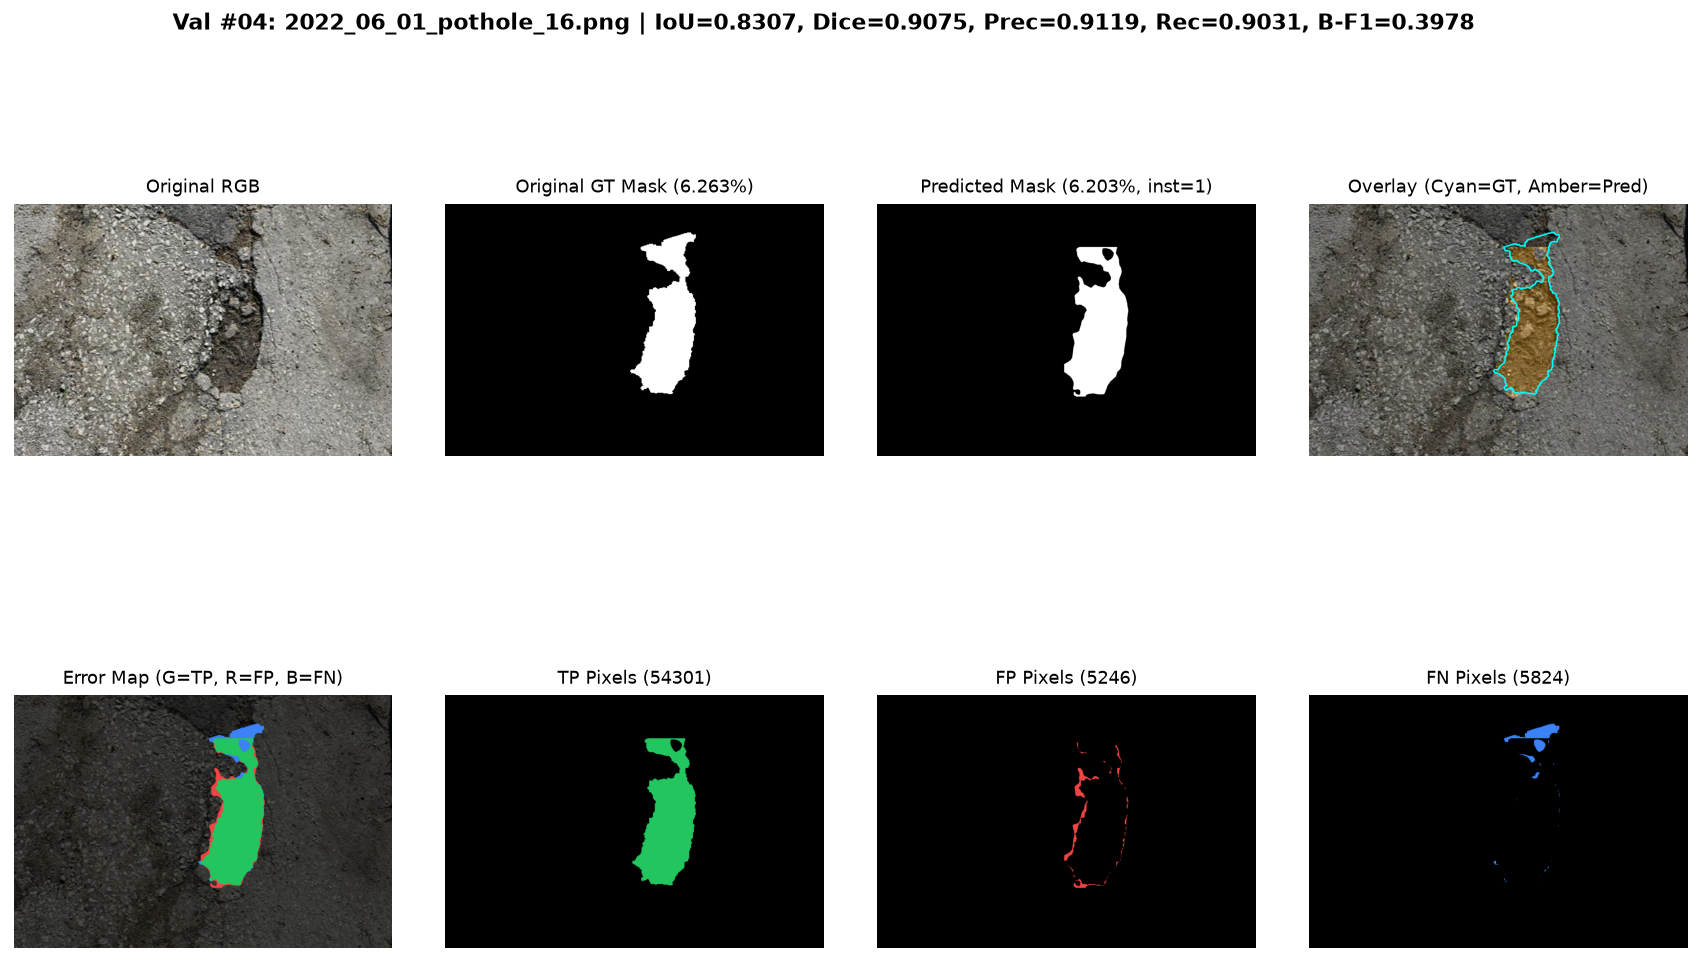 Val #04: 2022_06_01_pothole_16.png | IoU=0.8307, Dice=0.9075, Prec=0.9119, Rec=0.9031, B-F1=0.3978
Original RGB
Original GT Mask (6.263%)
Predicted Mask (6.203%, inst=1)
Overlay (Cyan=GT, Amber=Pred)
Error Map (G=TP, R=FP, B=FN)
TP Pixels (54301)
FP Pixels (5246)
FN Pixels (5824)